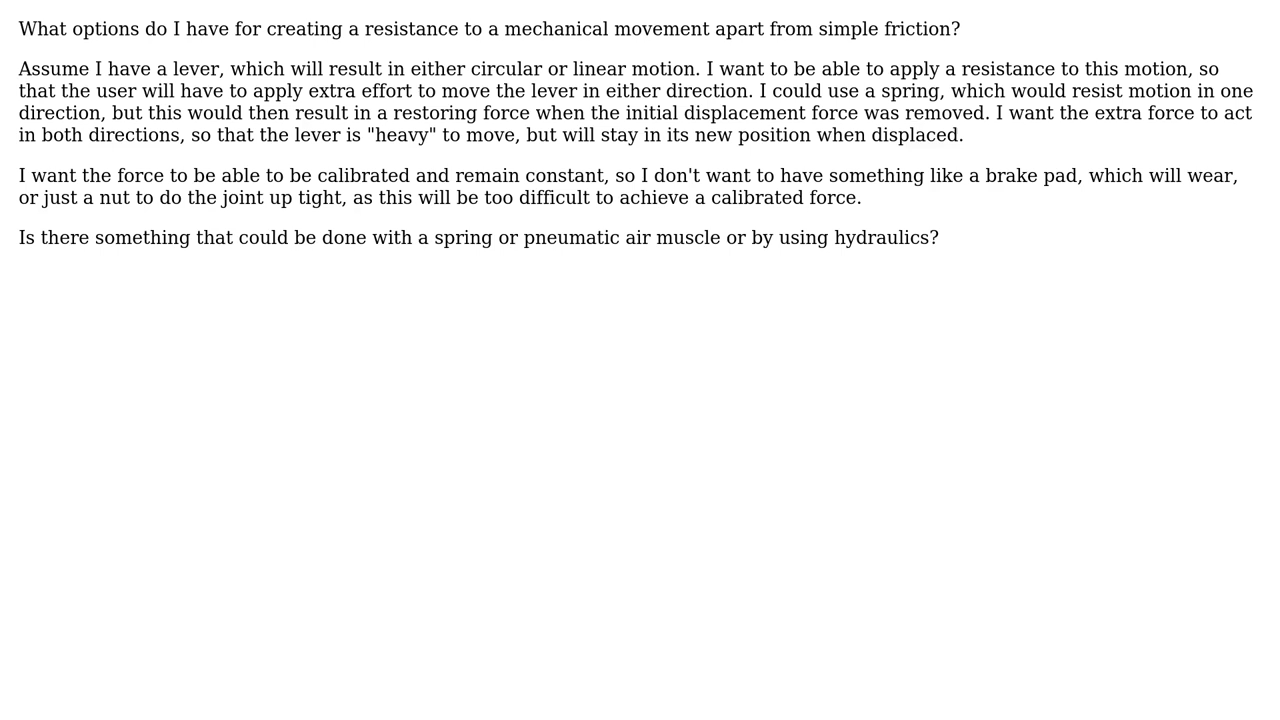 What options do I have for creating a resistance to a mechanical movement apart from simple friction?
Assume I have a lever, which will result in either circular or linear motion. I want to be able to apply a resistance to this motion, so
that the user will have to apply extra effort to move the lever in either direction. I could use a spring, which would resist motion in one
direction, but this would then result in a restoring force when the initial displacement force was removed. I want the extra force to act
in both directions, so that the lever is "heavy" to move, but will stay in its new position when displaced.
I want the force to be able to be calibrated and remain constant, so I don't want to have something like a brake pad, which will wear,
or just a nut to do the joint up tight, as this will be too difficult to achieve a calibrated force.
Is there something that could be done with a spring or pneumatic air muscle or by using hydraulics?